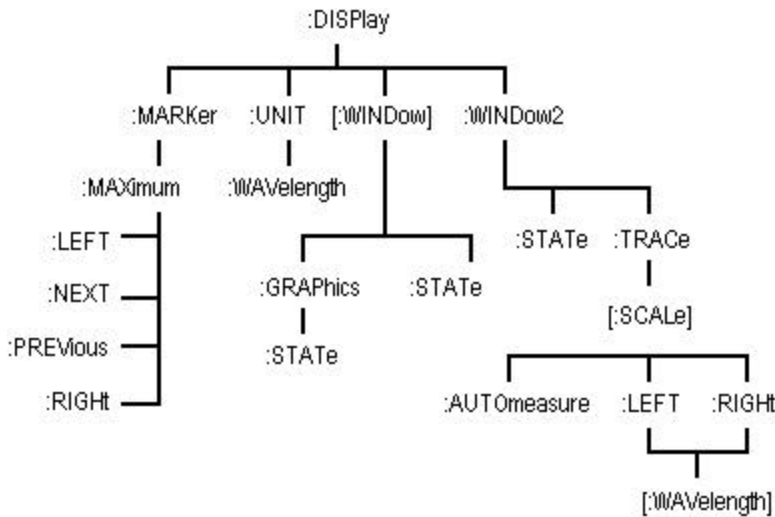 :DISPlay
:MARKer :UNIT [:WINDow] :WINDow2
:MAXimum :WAVelength
:LEFT :STATe :TRACe
:NEXT :GRAPhics :STATe
[:SCALe]
:PREVious :STATe
:RIGHt :AUTOmeasure :LEFT :RIGHt
[:WAVelength]